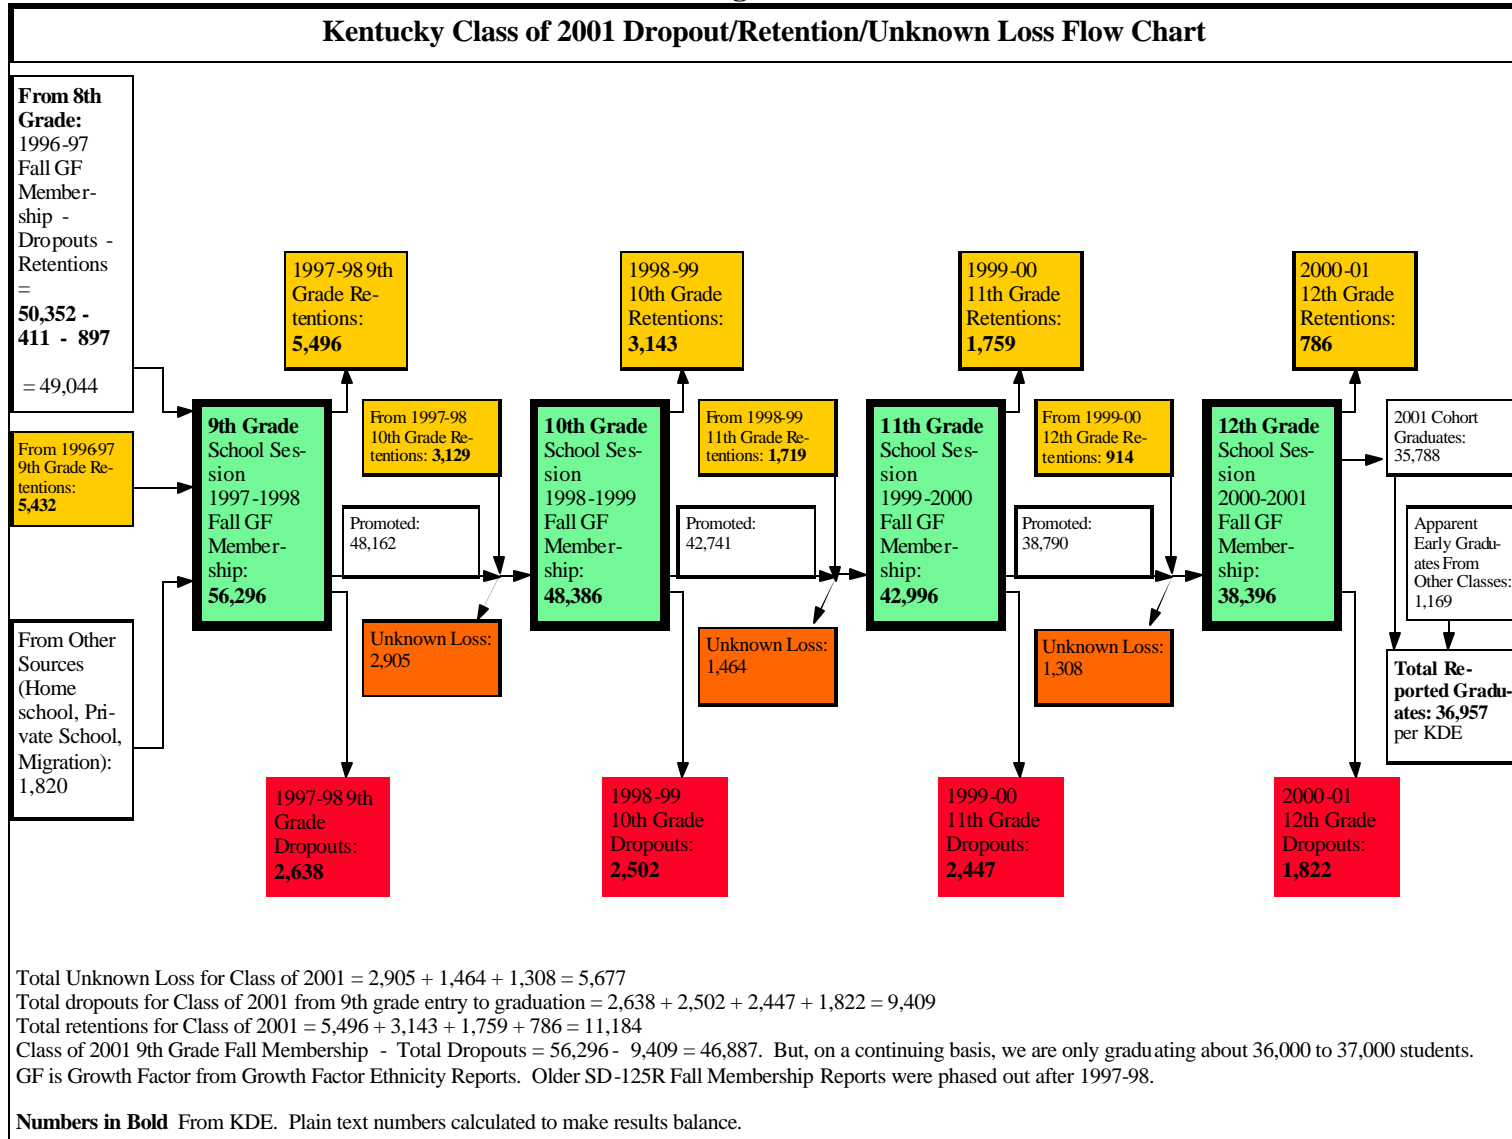 Kentucky Class of 2001 Dropout/Retention/Unknown Loss Flow Chart
From 8th
Grade:
1996-97
Fall GF
Member-
ship -
Dropouts -
Retentions
=
50,352 -
411 - 897
= 49,044
From 1996-97
9th Grade Re-
tentions:
5,432
From Other
Sources
(Home
school, Pri-
vate School,
Migration):
1,820
1997-98 9th
Grade Re-
tentions:
5,496
9th Grade
School Ses-
sion
1997-1998
Fall GF
Member-
ship:
56,296
1997-98 9th
Grade
Dropouts:
2,638
From 1997-98
10th Grade Re-
tentions: 3,129
Promoted:
48,162
Unknown Loss:
2,905
1998-99
10th Grade
Retentions:
3,143
10th Grade
School Ses-
sion
1998-1999
Fall GF
Member-
ship:
48,386
1998-99
10th Grade
Dropouts:
2,502
From 1998-99
11th Grade Re-
tentions: 1,719
Promoted:
42,741
Unknown Loss:
1,464
1999-00
11th Grade
Retentions:
1,759
11th Grade
School Ses-
sion
1999-2000
Fall GF
Member-
ship:
42,996
1999-00
11th Grade
Dropouts:
2,447
From 1999-00
12th Grade Re-
tentions: 914
Promoted:
38,790
Unknown Loss:
1,308
2000-01
12th Grade
Retentions:
786
12th Grade
School Ses-
sion
2000-2001
Fall GF
Member-
ship:
38,396
2000-01
12th Grade
Dropouts:
1,822
2001 Cohort
Graduates:
35,788
Apparent
Early Gradu-
ates From
Other Classes:
1,169
Total Re-
ported Gradu-
ates: 36,957
per KDE
Total Unknown Loss for Class of 2001 = 2,905 + 1,464 + 1,308 = 5,677
Total dropouts for Class of 2001 from 9th grade entry to graduation = 2,638 + 2,502 + 2,447 + 1,822 = 9,409
Total retentions for Class of 2001 = 5,496 + 3,143 + 1,759 + 786 = 11,184
Class of 2001 9th Grade Fall Membership - Total Dropouts = 56,296 - 9,409 = 46,887. But, on a continuing basis, we are only graduating about 36,000 to 37,000 students.
GF is Growth Factor from Growth Factor Ethnicity Reports. Older SD-125R Fall Membership Reports were phased out after 1997-98.
Numbers in Bold From KDE. Plain text numbers calculated to make results balance.